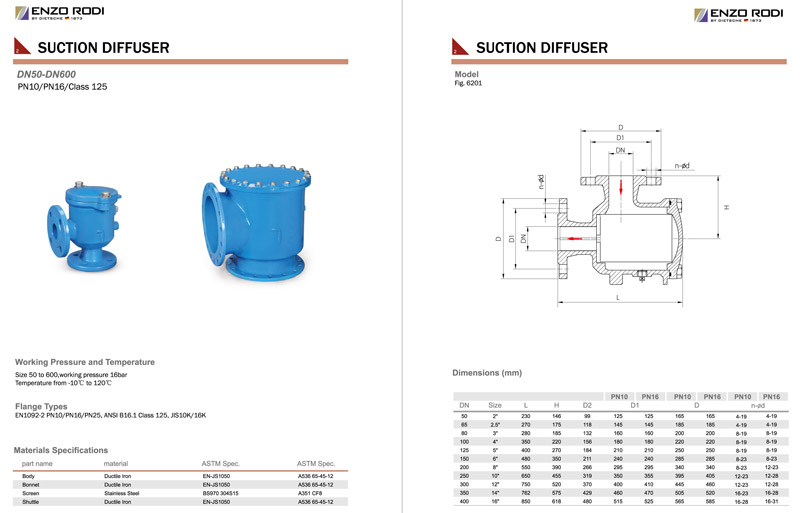 ENZO RODI
BY DIETSCHE 1873
2 SUCTION DIFFUSER
DN50-DN600
PN10/PN16/Class 125
Working Pressure and Temperature
Size 50 to 600,working pressure 16bar
Temperature from -10℃ to 120℃
Flange Types
EN1092-2 PN10/PN16/PN25, ANSI B16.1 Class 125, JIS10K/16K
Materials Specifications
part name material ASTM Spec. ASTM Spec.
Body Ductile Iron EN-JS1050 A536 65-45-12
Bonnet Ductile Iron EN-JS1050 A536 65-45-12
Screen Stainless Steel BS970 304S15 A351 CF8
Shuttle Ductile Iron EN-JS1050 A536 65-45-12
ENZO RODI
BY DIETSCHE 1873
2 SUCTION DIFFUSER
Model
Fig. 6201
D
D1
DN
n-ød
n-ød
H
D
D1
DN
L
Dimensions (mm)
PN10 PN16 PN10 PN16 PN10 PN16
DN Size L H D2 D1 D n-ød
50 2" 230 146 99 125 125 165 165 4-19 4-19
65 2.5" 270 175 118 145 145 185 185 4-19 4-19
80 3" 280 185 132 160 160 200 200 8-19 8-19
100 4" 350 220 156 180 180 220 220 8-19 8-19
125 5" 400 270 184 210 210 250 250 8-19 8-19
150 6" 480 350 211 240 240 285 285 8-23 8-23
200 8" 550 390 266 295 295 340 340 8-23 12-23
250 10" 650 455 319 350 355 395 405 12-23 12-28
300 12" 750 520 370 400 410 445 460 12-23 12-28
350 14" 762 575 429 460 470 505 520 16-23 16-28
400 16" 850 618 480 515 525 565 585 16-28 16-31